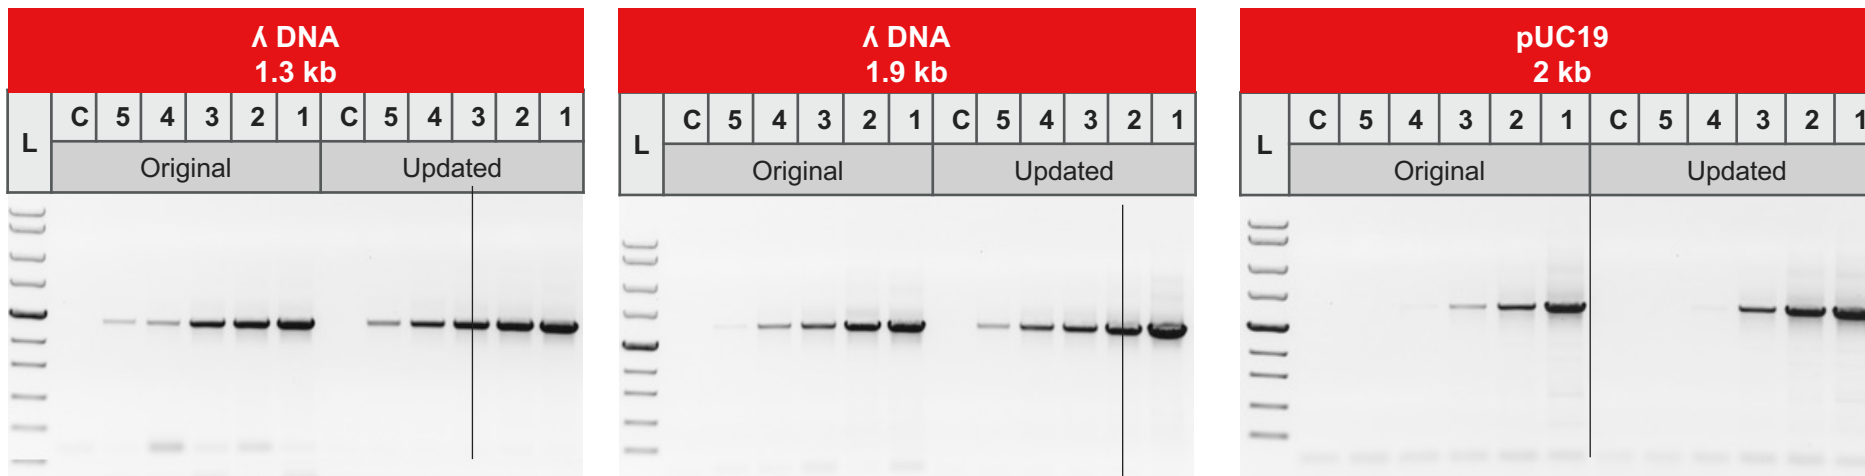 λ DNA
1.3 kb
L C 5 4 3 2 1 C 5 4 3 2 1
Original Updated
λ DNA
1.9 kb
L C 5 4 3 2 1 C 5 4 3 2 1
Original Updated
pUC19
2 kb
L C 5 4 3 2 1 C 5 4 3 2 1
Original Updated